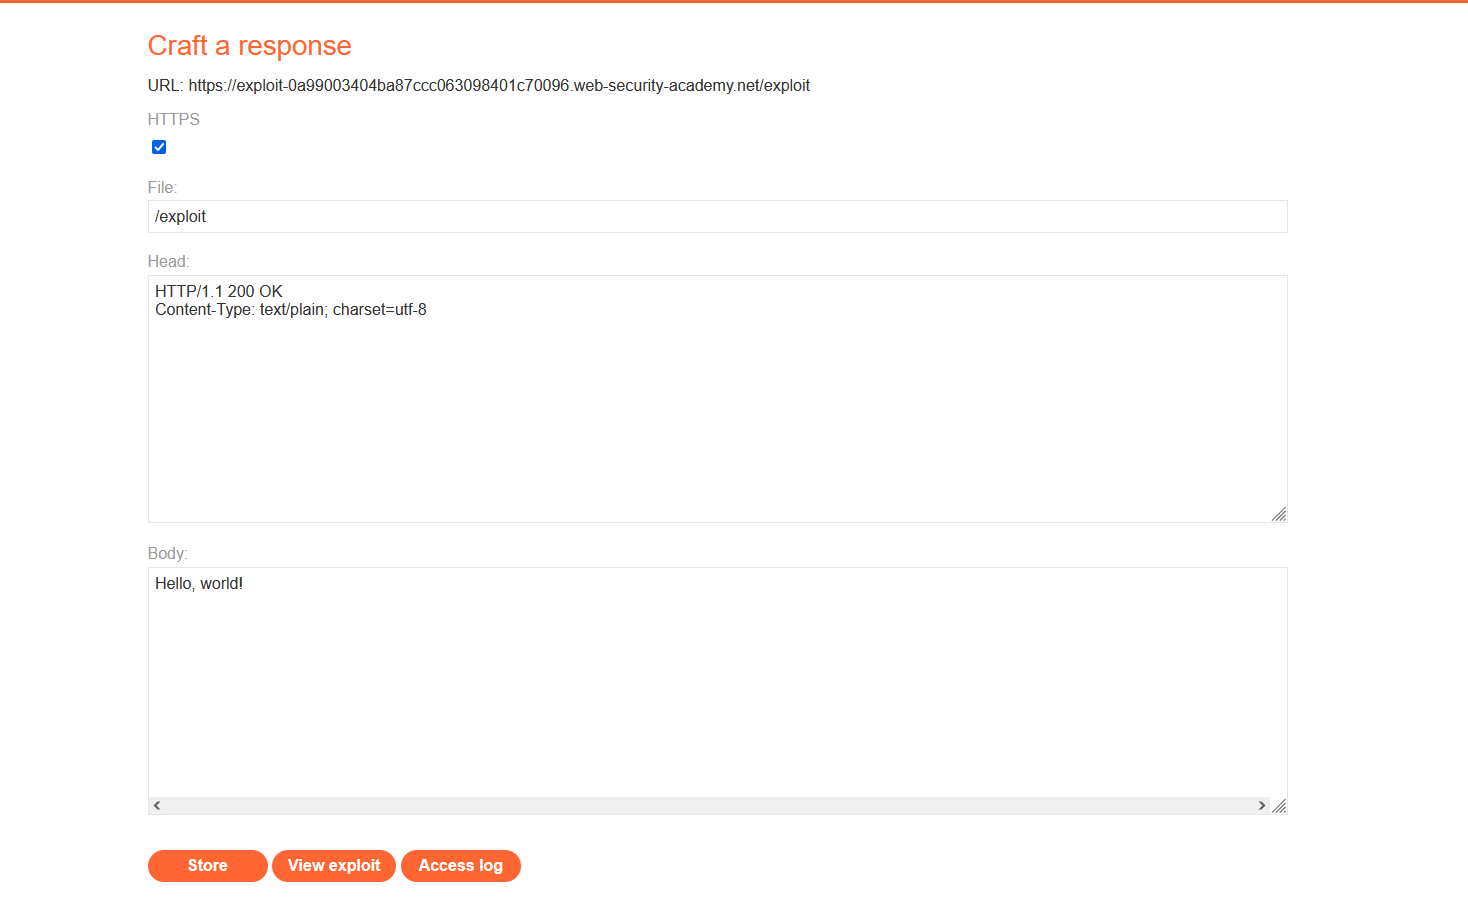 Craft a response
URL: https://exploit-0a99003404ba87ccc063098401c70096.web-security-academy.net/exploit
HTTPS
File:
/exploit
Head:
HTTP/1.1 200 OK
Content-Type: text/plain; charset=utf-8
Body:
Hello, world!
Store View exploit Access log